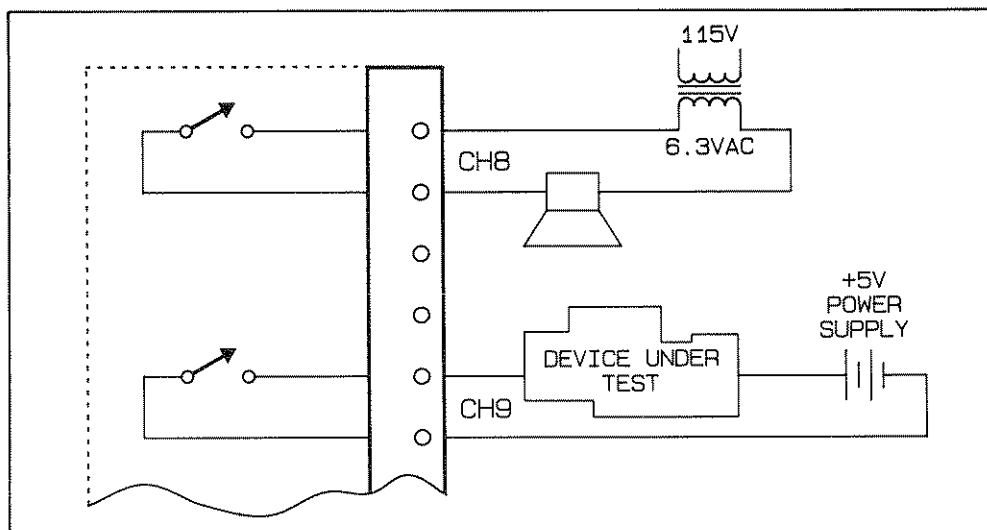 115V
6.3VAC
CH8
+5V
POWER
SUPPLY
DEVICE UNDER
TEST
CH9